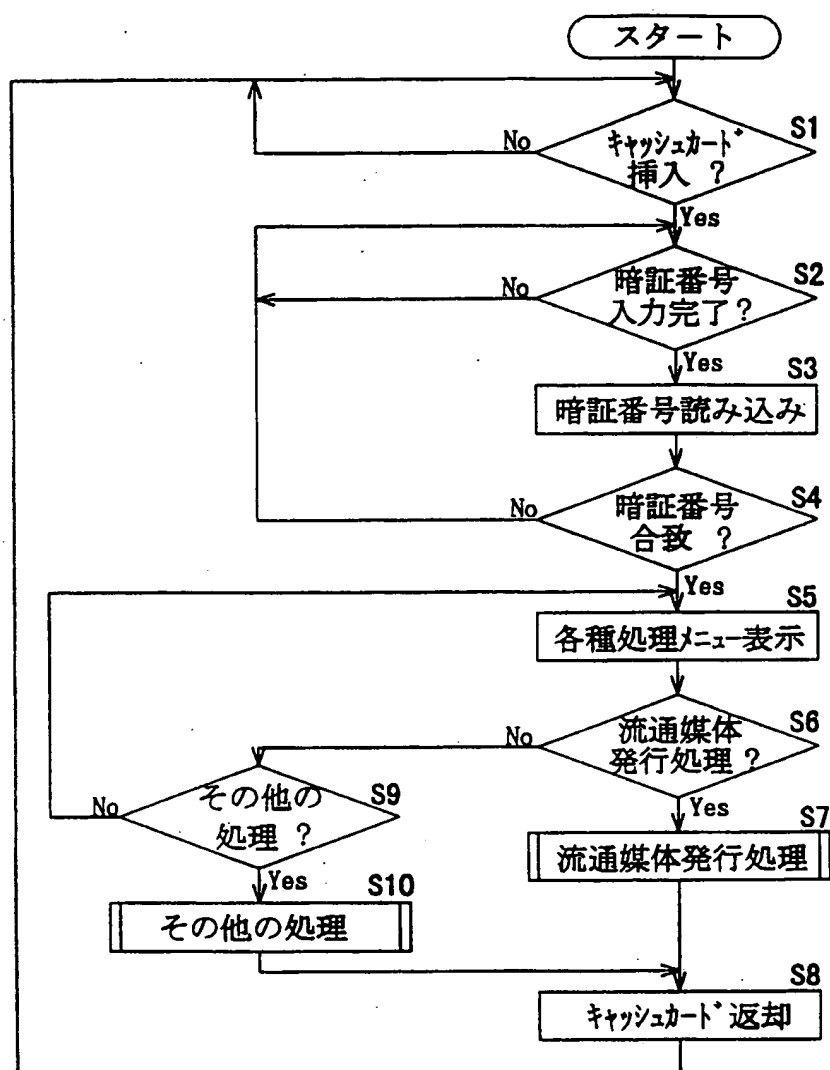 スタート
S1
No
キャッシュカード
挿入 ?
Yes
S2
No
暗証番号
入力完了?
Yes
S3
暗証番号読み込み
S4
No
暗証番号
合致 ?
Yes
S5
各種処理メニュー表示
S6
No
流通媒体
発行処理?
Yes
S9
No
その他の
処理 ?
Yes
S7
流通媒体発行処理
S10
その他の処理
S8
キャッシュカード返却